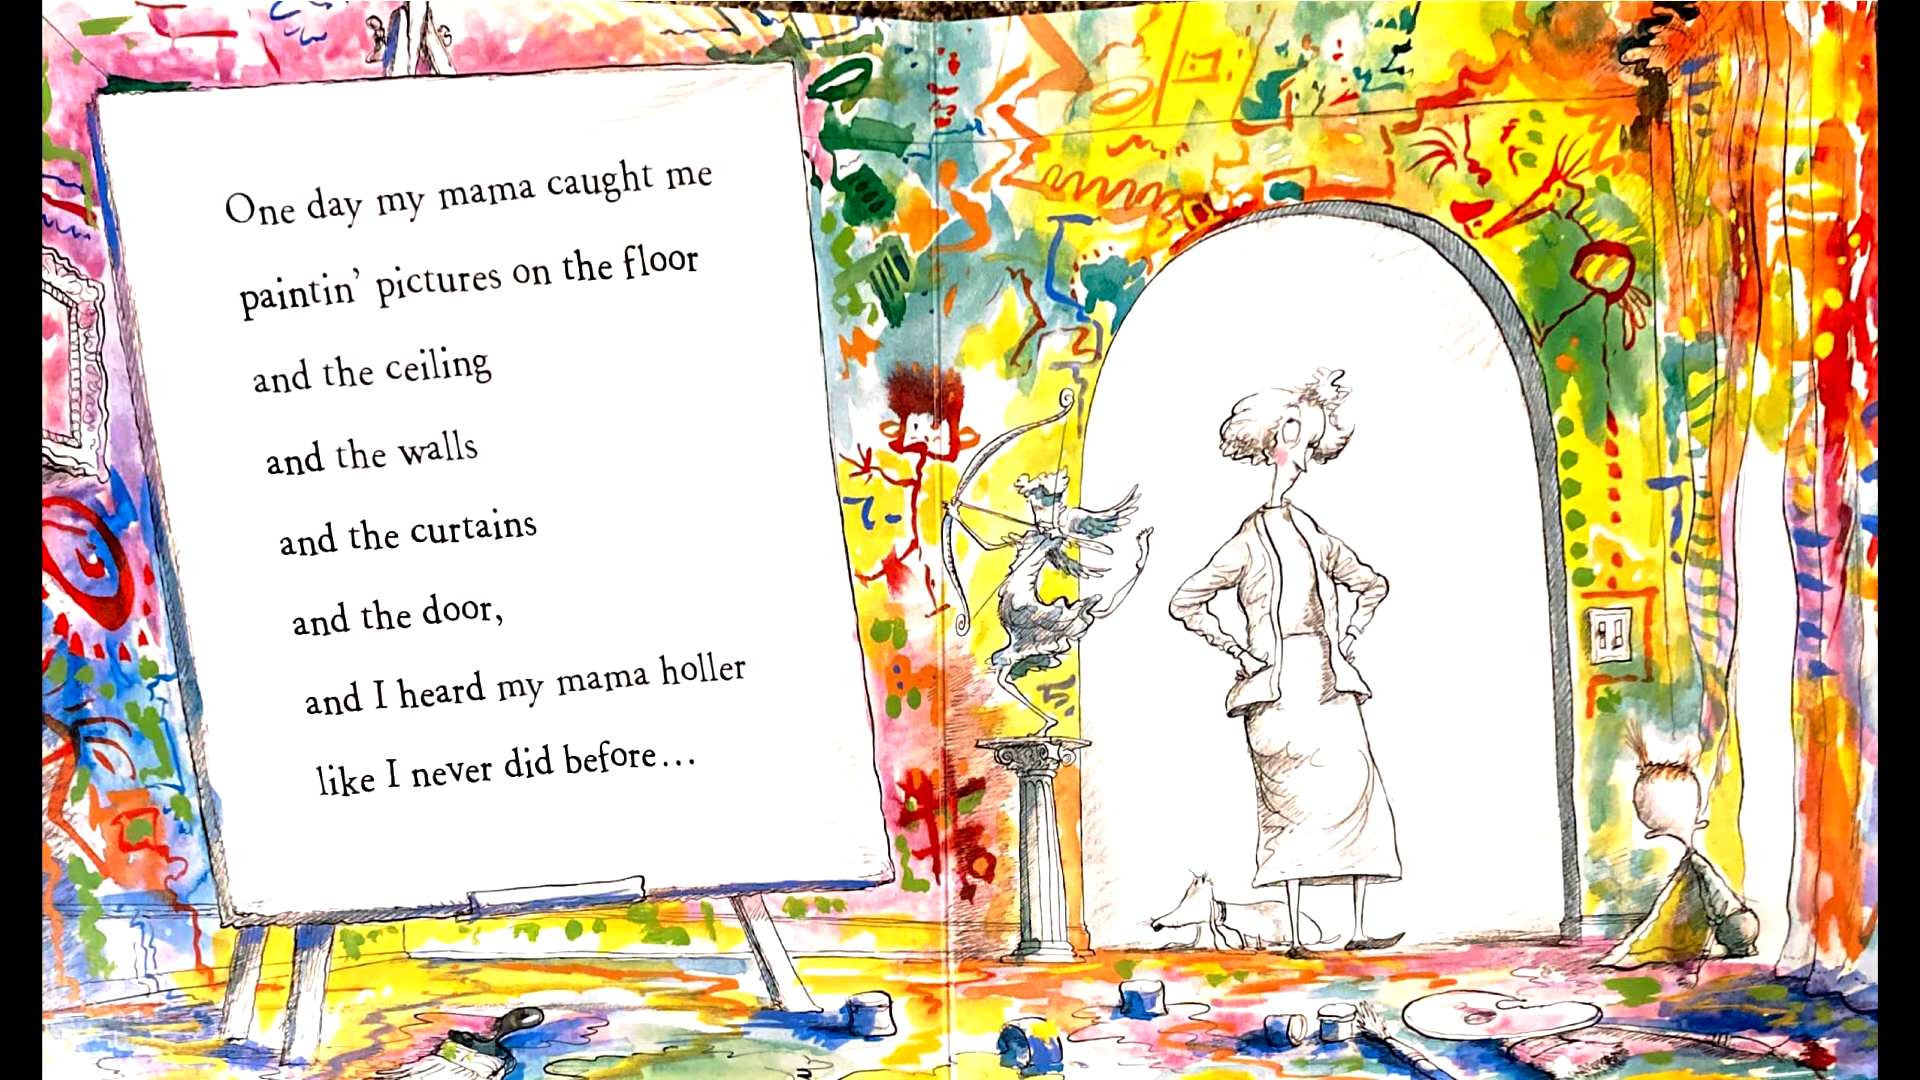 One day my mama caught me
paintin’ pictures on the floor
and the ceiling
and the walls
and the curtains
and the door,
and I heard my mama holler
like I never did before…